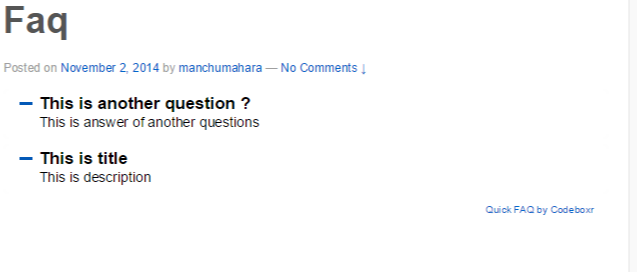 Faq
Posted on November 2, 2014 by manchumahara — No Comments ↓
This is another question ?
This is answer of another questions
This is title
This is description
Quick FAQ by Codeboxr